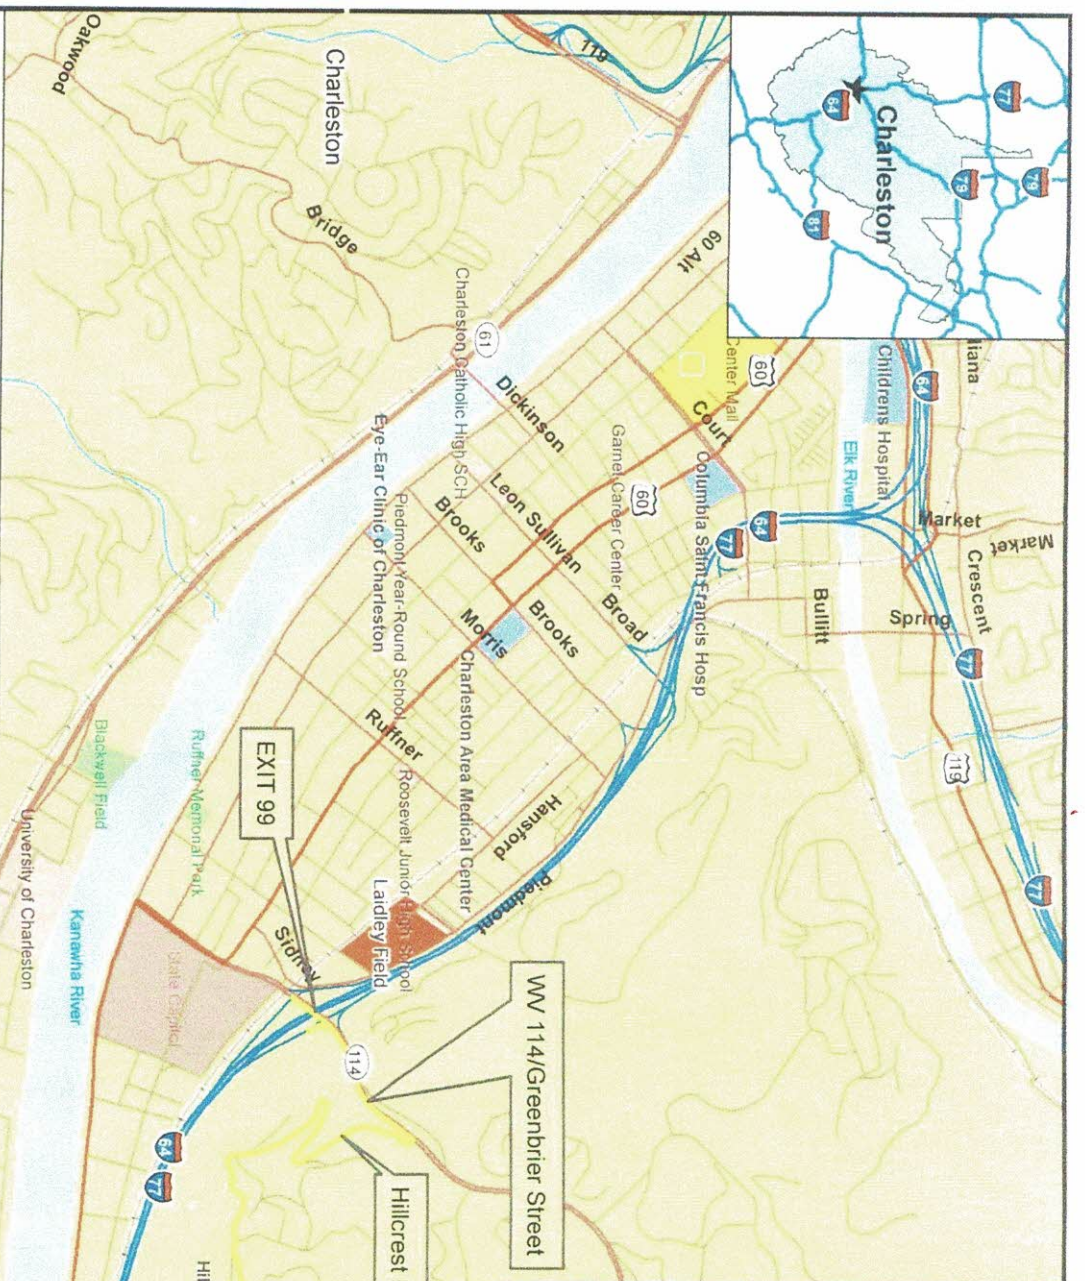 Charleston
77
79
79
64
81
119
Charleston
Oakwood
Bridge
61
60 Alt
Center Mall
60
Court
60
Dickinson
Charleston Catholic High SCH
Leon Sullivan
Brooks
Garnet Career Center
Columbia Saint Francis Hosp
Childrens Hospital
Elk River
64
64
77
Market
Market
Crescent
Spring
Bullitt
77
119
77
Broad
Brooks
Morris
Eye-Ear Clinic of Charleston
Piedmont Year-Round School
Charleston Area Medical Center
Ruffner
Roosevelt Junior High School
Hansford
Piedmont
Laidley Field
Sidney
EXIT 99
Ruffner Memorial Park
Blackwell Field
University of Charleston
Kanawha River
State Capitol
114
WV 114/Greenbrier Street
Hillcrest
64
77